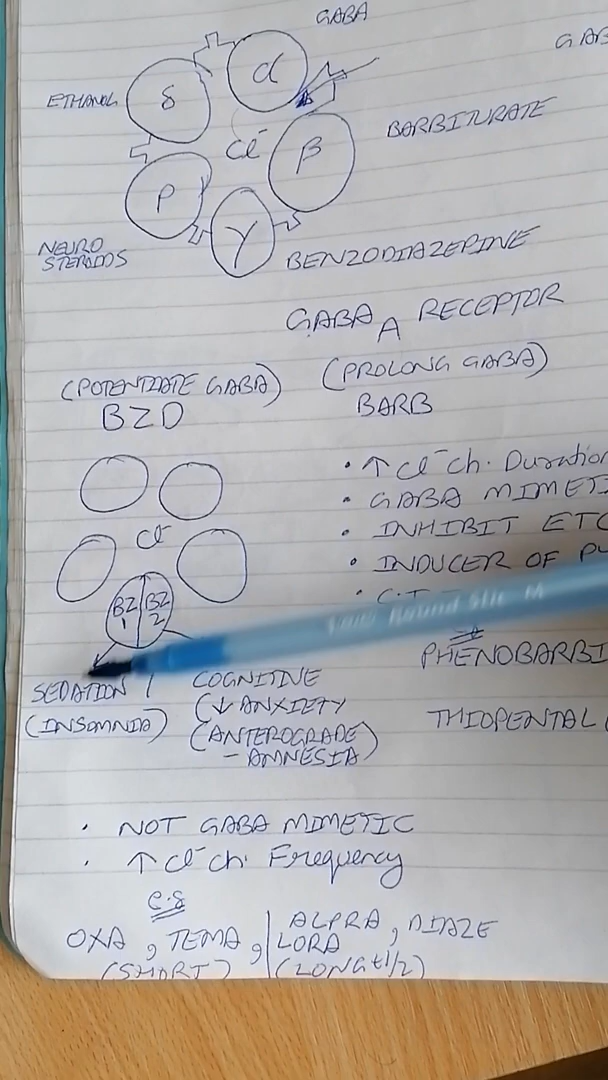 GABA
GAB
α
δ
ETHANOL
BARBITURATE
Cl⁻
β
ρ
γ
NEURO
STEROIDS
BENZODIAZEPINE
GABA A RECEPTOR
(POTENTIATE GABA)
(PROLONG GABA)
BZD
BARB
• ↑ Cl⁻ ch. Duration
• GABA MIMETI
• INHIBIT ETC
• INDUCER OF
Cl⁻
BZ 1
BZ 2
PHENOBARBI
THIOPENTAL (
SEDATION
(INSOMNIA)
COGNITIVE
(↓ ANXIETY
(ANTEROGRADE)
- AMNESIA)
• NOT GABA MIMETIC
• ↑ Cl⁻ ch. Frequency
e.g
OXA, TEMA,
(SHORT)
ALPRA, DIAZE
LORA
(LONG t1/2)